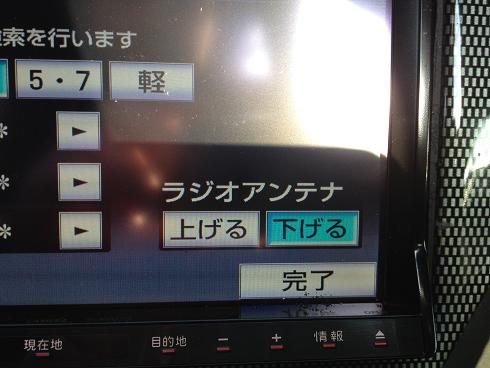 索を行います
5・7 軽
* ►
* ►
* ►
ラジオアンテナ
上げる 下げる
完了
現在地 目的地 − + 情報 ⏏